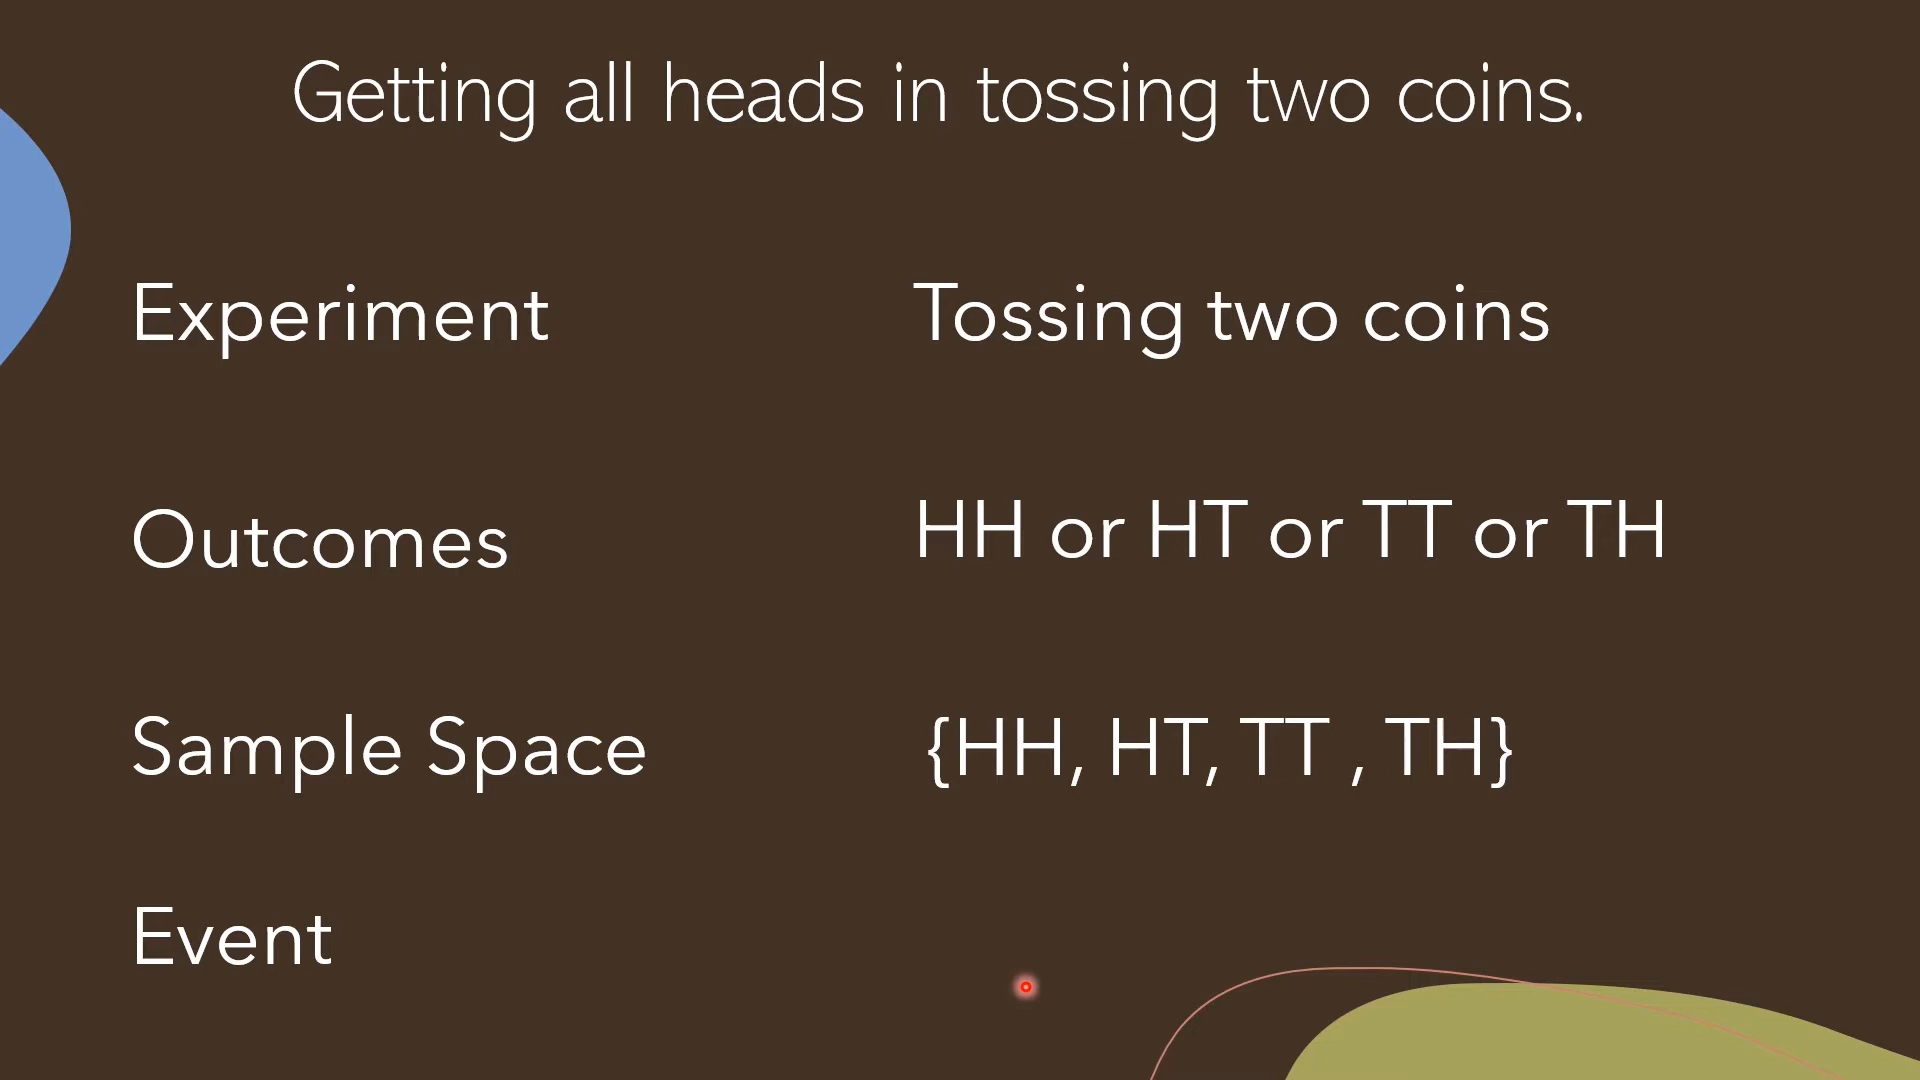 Getting all heads in tossing two coins.
Experiment
Tossing two coins
Outcomes
HH or HT or TT or TH
Sample Space
{HH, HT, TT , TH}
Event